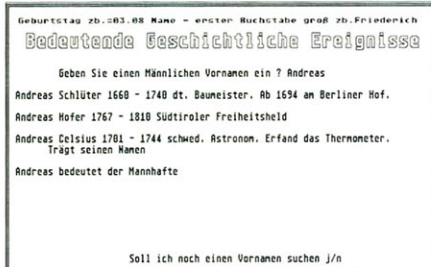 Geburtstag zb.=03.08 Name - erster Buchstabe groß zb.Friederich
Bedeutende Geschichtliche Ereignisse
Geben Sie einen Männlichen Vornamen ein ? Andreas
Andreas Schlüter 1660 - 1740 dt. Baumeister. Ab 1694 am Berliner Hof.
Andreas Hofer 1767 - 1810 Südtiroler Freiheitsheld
Andreas Celsius 1701 - 1744 schwed. Astronom. Erfand das Thermometer.
Trägt seinen Namen
Andreas bedeutet der Mannhafte
Soll ich noch einen Vornamen suchen j/n